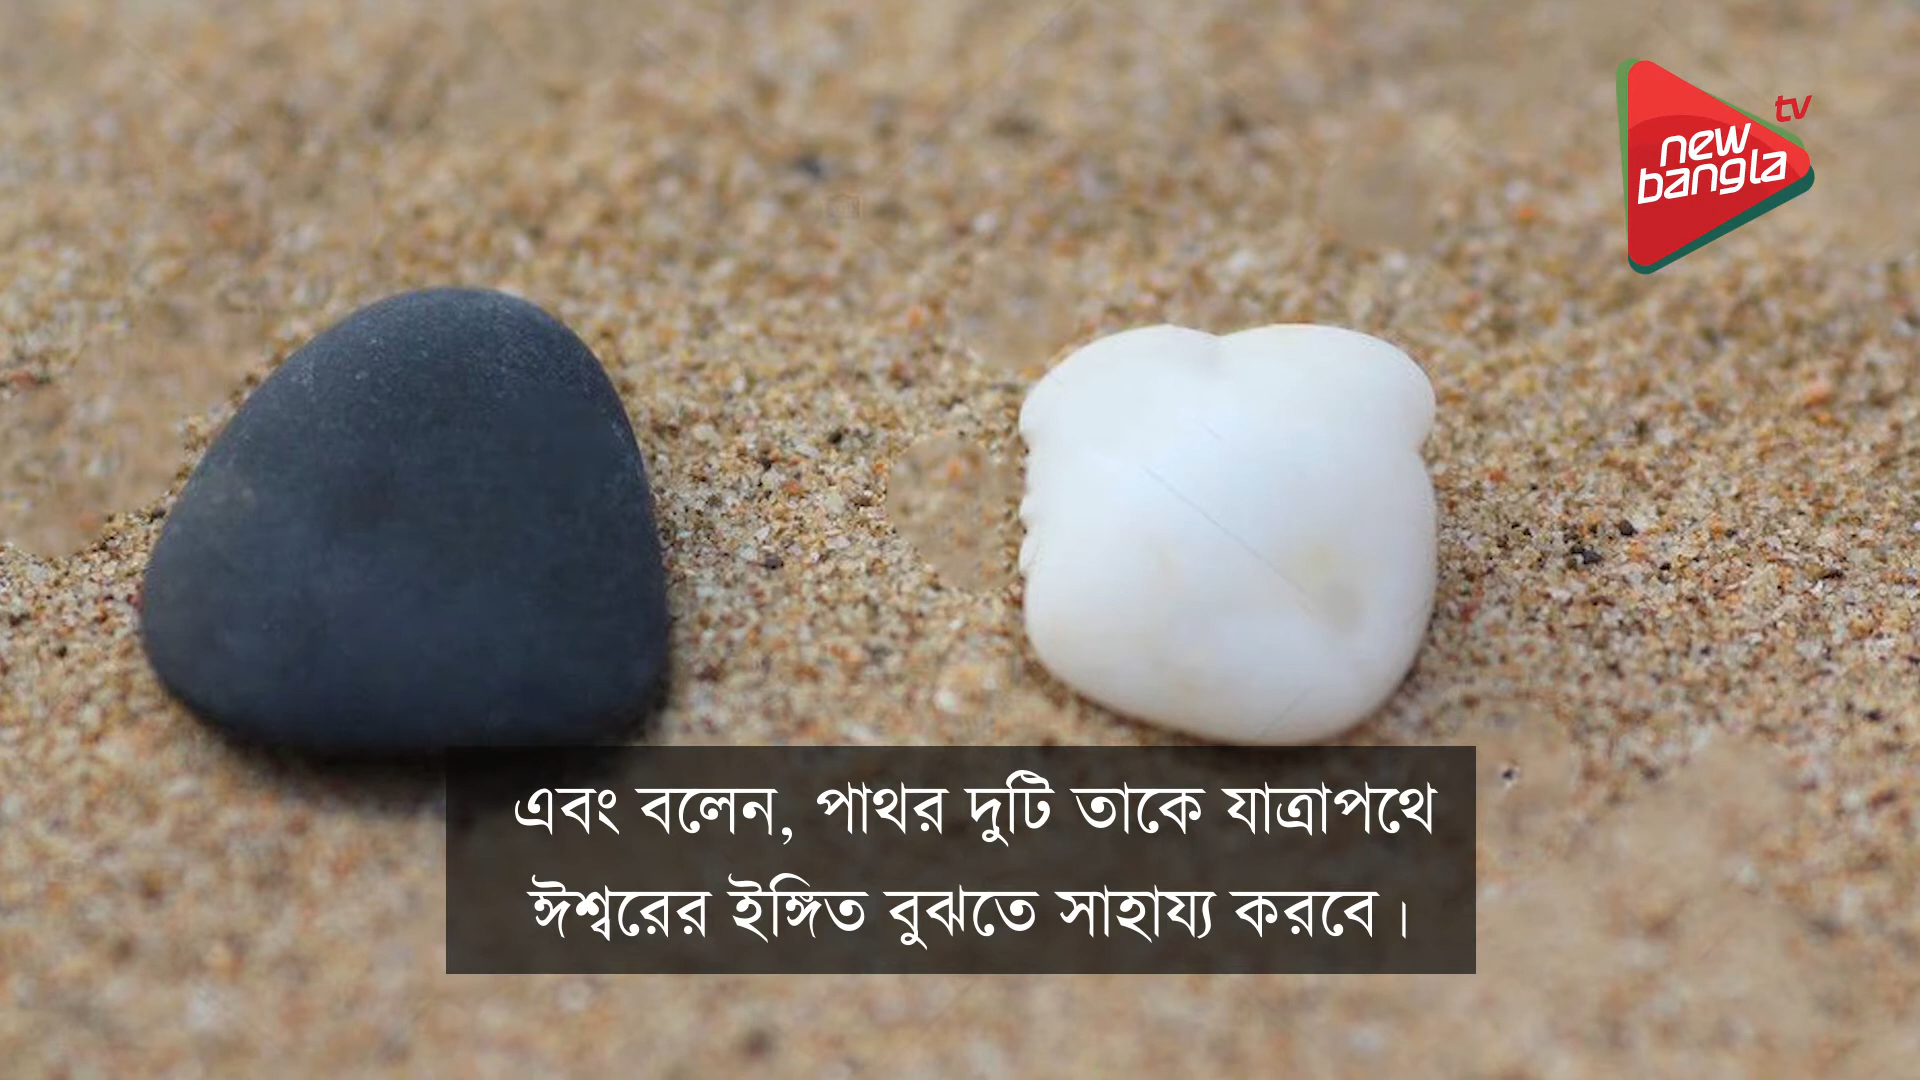 tv
new
bangla
এবং বলেন, পাথর দুটি তাকে যাত্রাপথে
ঈশ্বরের ইঙ্গিত বুঝতে সাহায্য করবে।